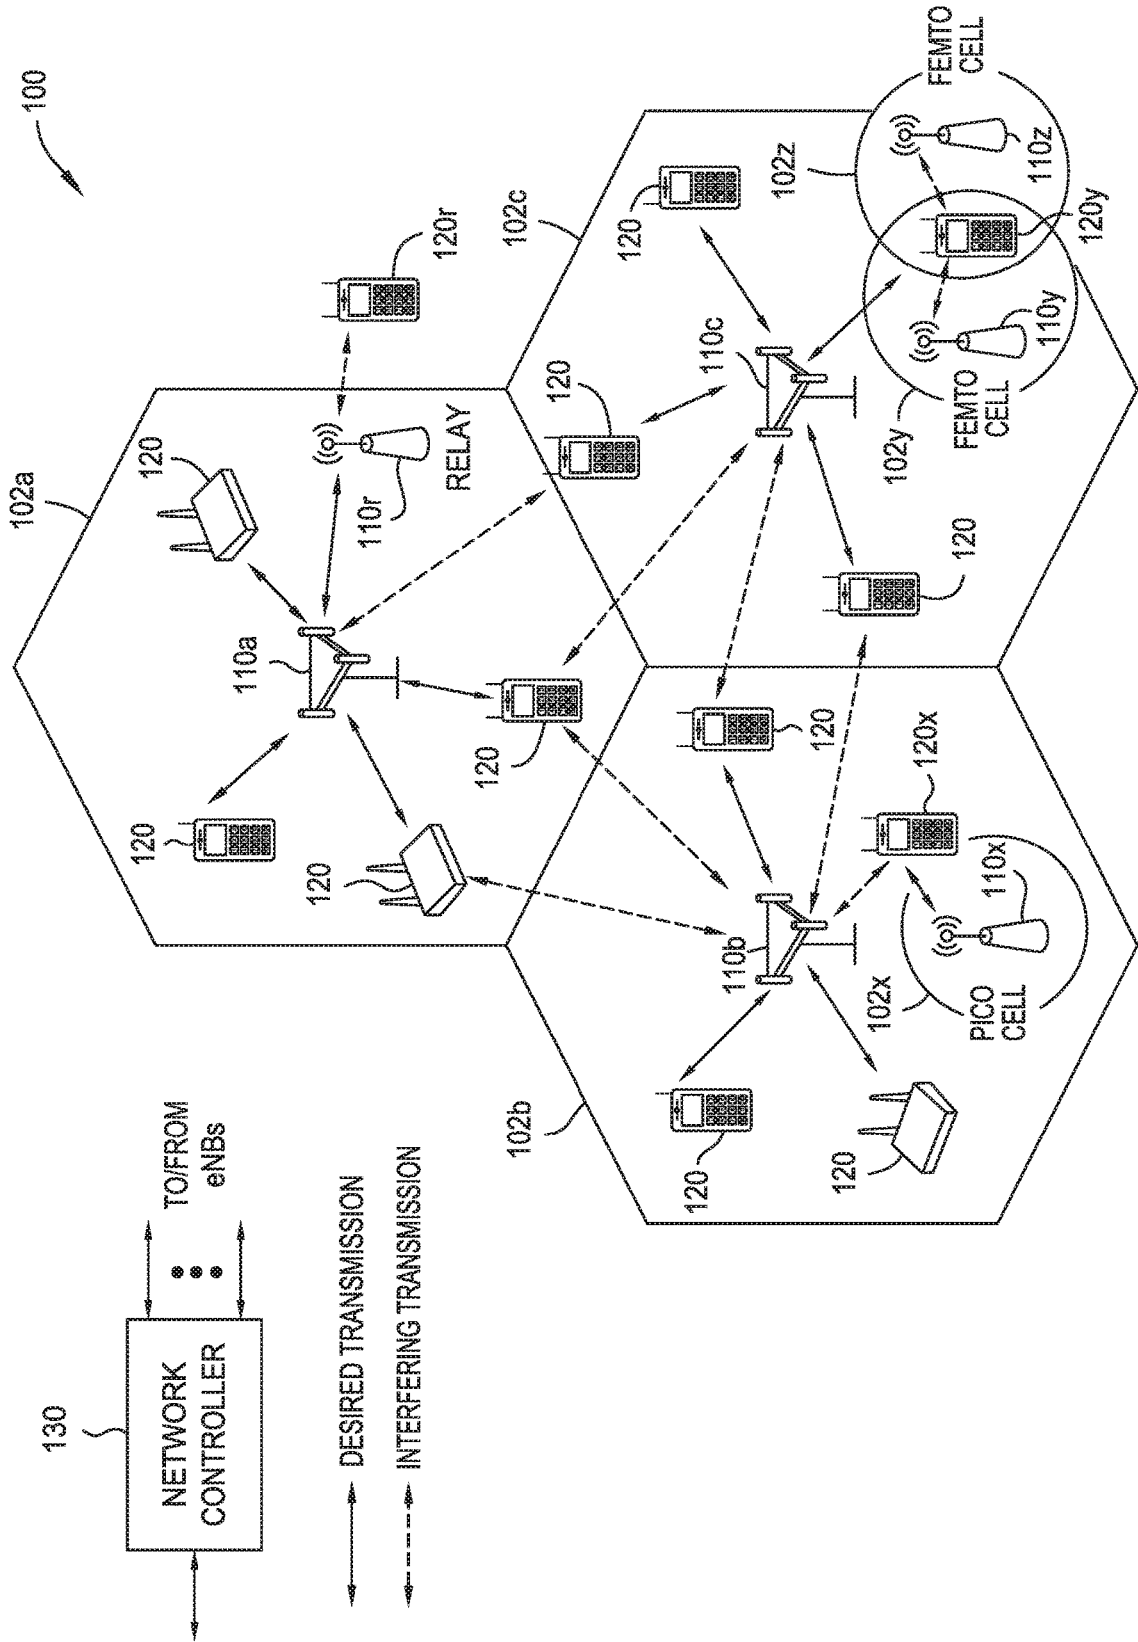 100
130
NETWORK
CONTROLLER
TO/FROM
eNBs
DESIRED TRANSMISSION
INTERFERING TRANSMISSION
102a
120
120
120
110a
120
110r
RELAY
120r
102b
120
120
110b
120
120x
102x
PICO
CELL
110x
102c
120
120
110c
120
102z
FEMTO
CELL
110z
120y
110y
102y
FEMTO
CELL